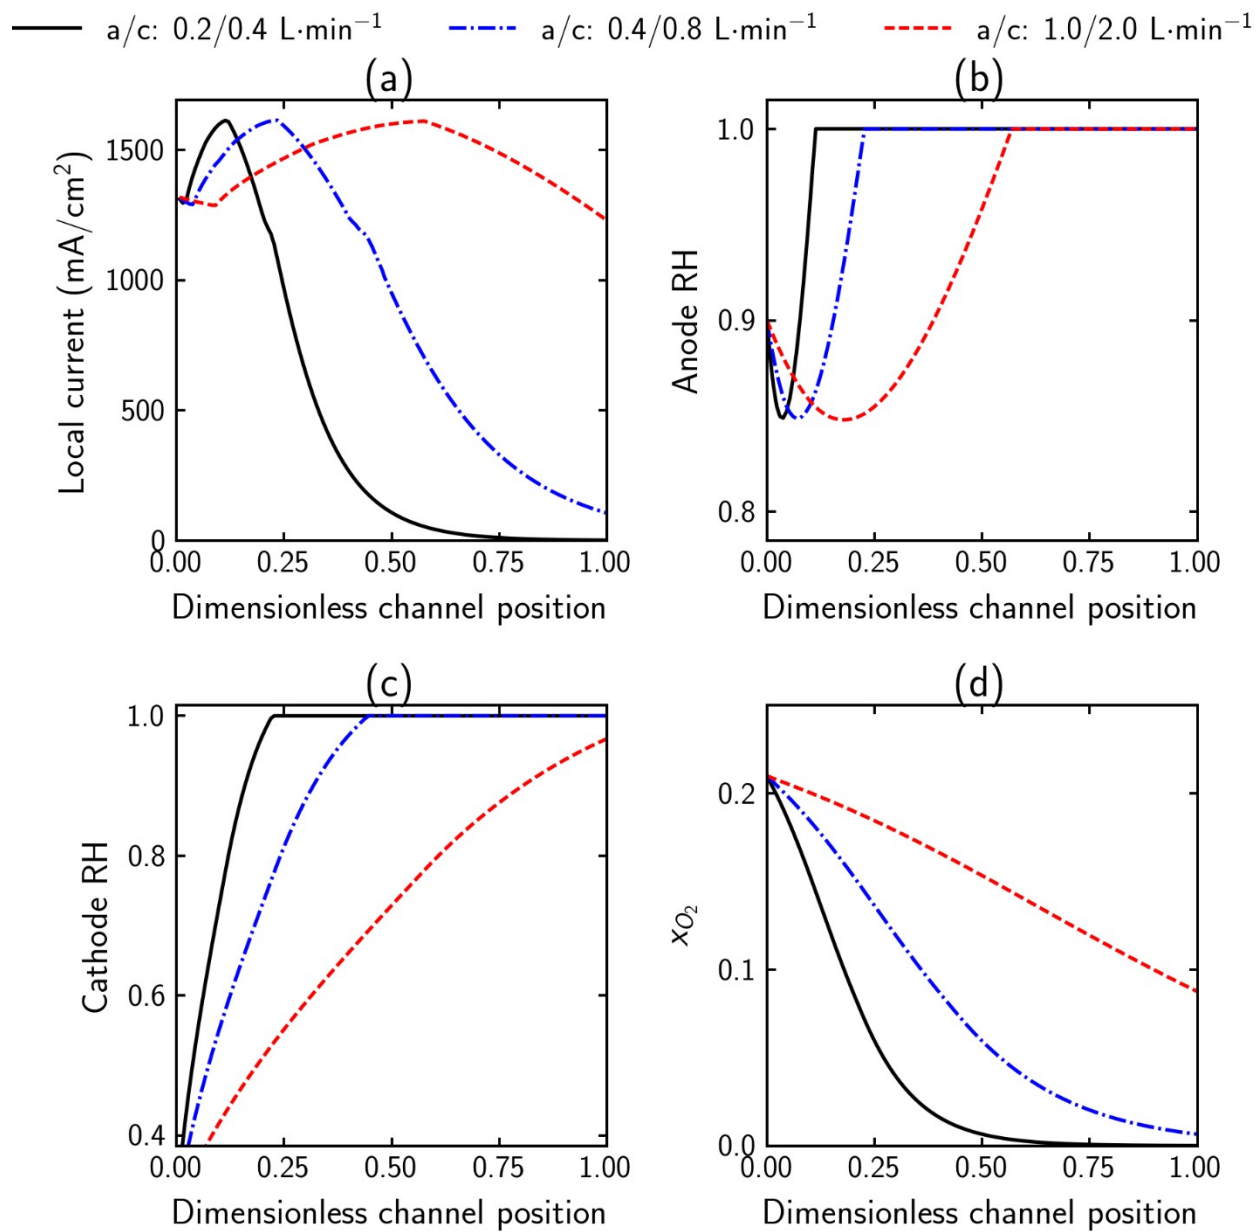 a/c: 0.2/0.4 L·min⁻¹ a/c: 0.4/0.8 L·min⁻¹ a/c: 1.0/2.0 L·min⁻¹
(a)
Local current (mA/cm²)
1500
1000
500
0
0.00 0.25 0.50 0.75 1.00
Dimensionless channel position
(b)
Anode RH
1.0
0.9
0.8
0.00 0.25 0.50 0.75 1.00
Dimensionless channel position
(c)
Cathode RH
1.0
0.8
0.6
0.4
0.00 0.25 0.50 0.75 1.00
Dimensionless channel position
(d)
x_{O_2}
0.2
0.1
0.0
0.00 0.25 0.50 0.75 1.00
Dimensionless channel position